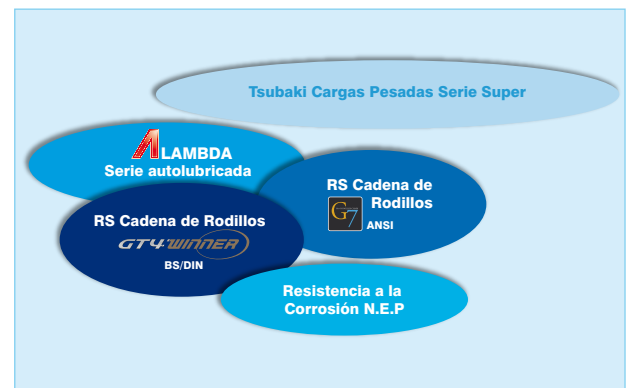 Tsubaki Cargas Pesadas Serie Super
LAMBDA
Serie autolubricada
RS Cadena de
Rodillos
G7
ANSI
RS Cadena de Rodillos
GT4 WINNER
BS/DIN
Resistencia a la
Corrosión N.E.P